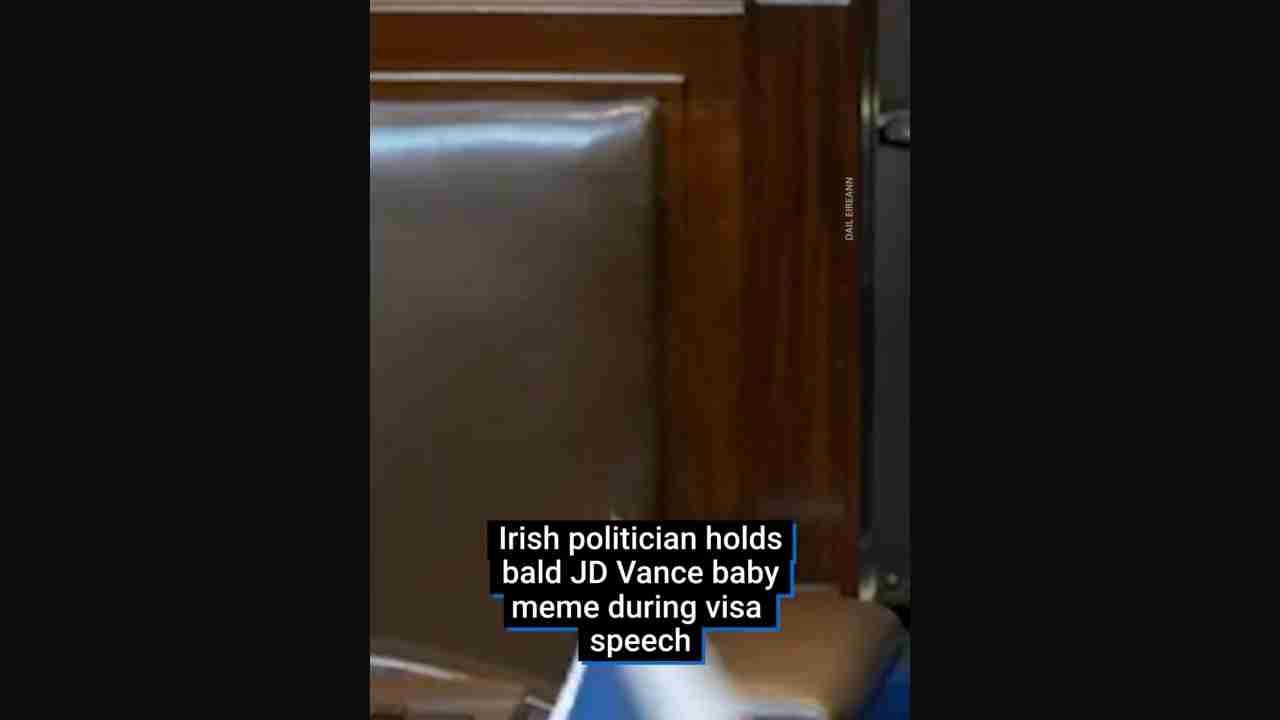 DAIL EIREANN
Irish politician holds
bald JD Vance baby
meme during visa
speech